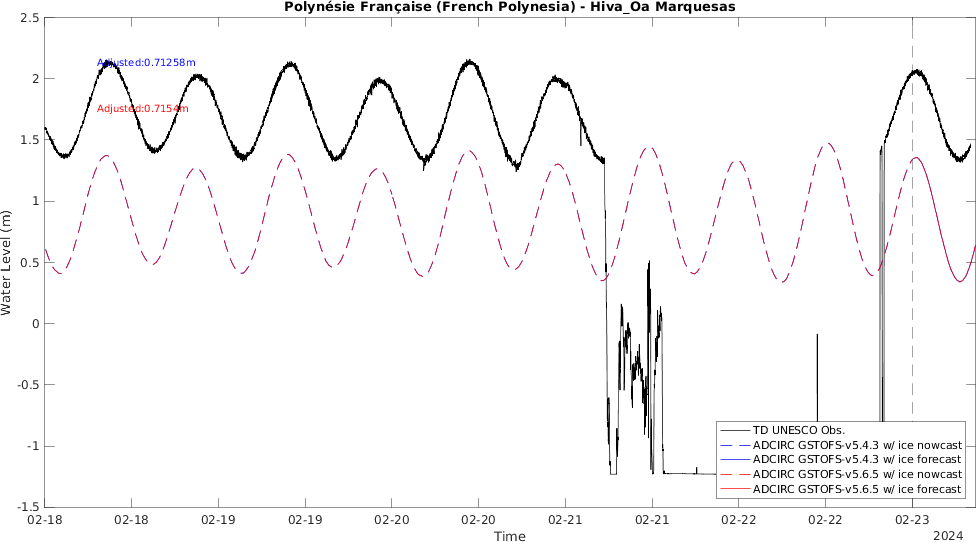 Polynésie Française (French Polynesia) - Hiva_Oa Marquesas
2.5
2
1.5
1
0.5
0
-0.5
-1
-1.5
Water Level (m)
Adjusted:0.71258m
Adjusted:0.7154m
TD UNESCO Obs.
ADCIRC GSTOFS-v5.4.3 w/ ice nowcast
ADCIRC GSTOFS-v5.4.3 w/ ice forecast
ADCIRC GSTOFS-v5.6.5 w/ ice nowcast
ADCIRC GSTOFS-v5.6.5 w/ ice forecast
02-18 02-18 02-19 02-19 02-20 02-20 02-21 02-21 02-22 02-22 02-23
Time
2024